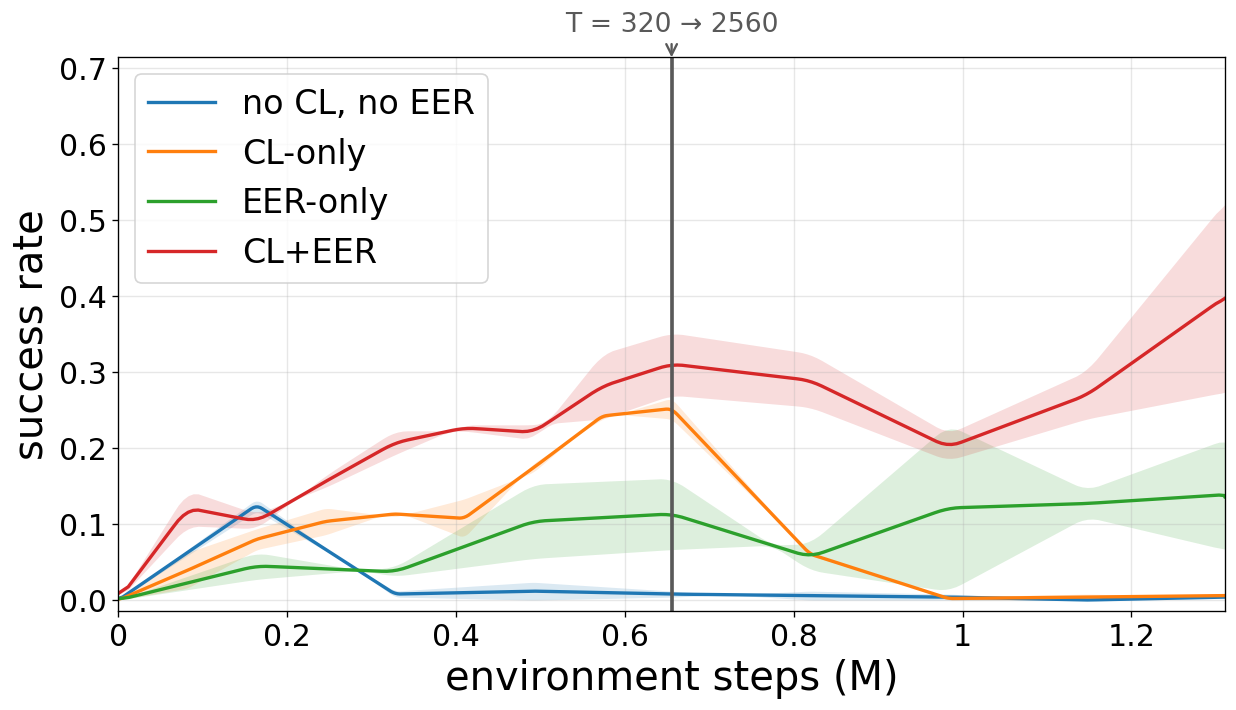 T = 320 → 2560
no CL, no EER
CL-only
EER-only
CL+EER
success rate
0.7
0.6
0.5
0.4
0.3
0.2
0.1
0.0
0 0.2 0.4 0.6 0.8 1 1.2
environment steps (M)